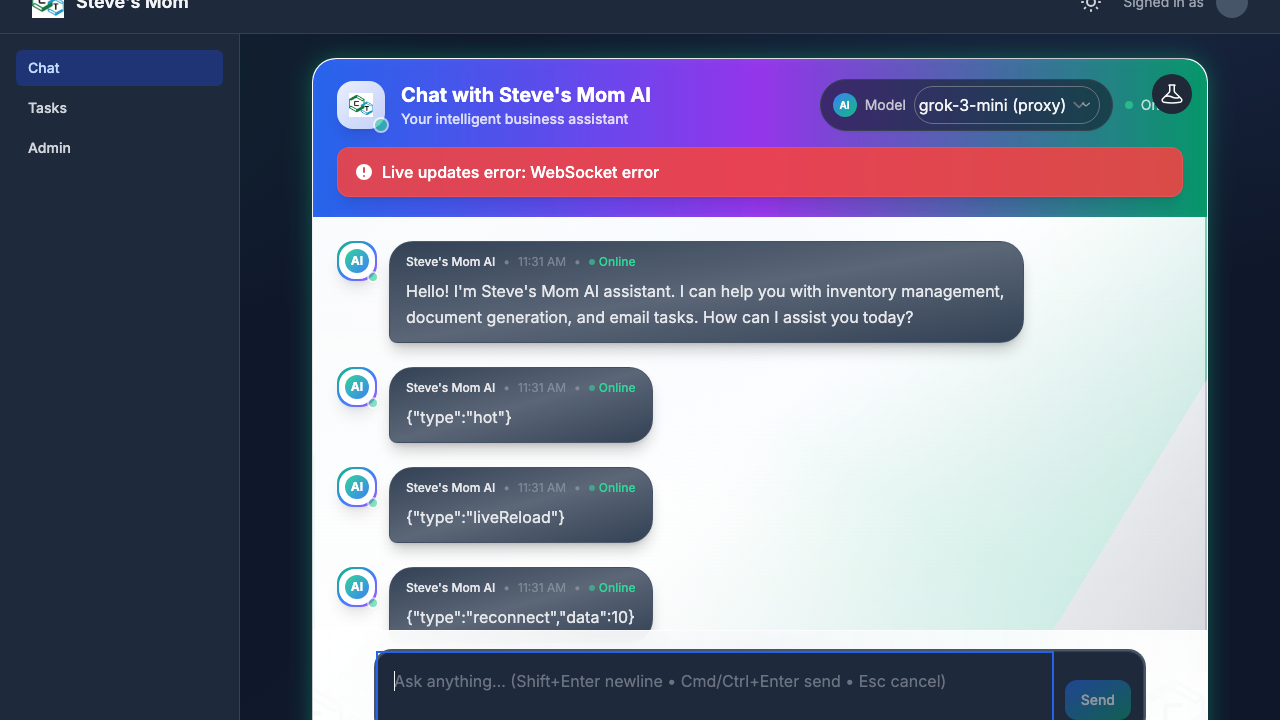 Steve's Mom
Signed in as
Chat
Tasks
Admin
Chat with Steve's Mom AI
Your intelligent business assistant
AI Model grok-3-mini (proxy)
Live updates error: WebSocket error
AI Steve's Mom AI • 11:31 AM • Online
Hello! I'm Steve's Mom AI assistant. I can help you with inventory management,
document generation, and email tasks. How can I assist you today?
AI Steve's Mom AI • 11:31 AM • Online
{"type":"hot"}
AI Steve's Mom AI • 11:31 AM • Online
{"type":"liveReload"}
AI Steve's Mom AI • 11:31 AM • Online
{"type":"reconnect","data":10}
Ask anything... (Shift+Enter newline • Cmd/Ctrl+Enter send • Esc cancel)
Send